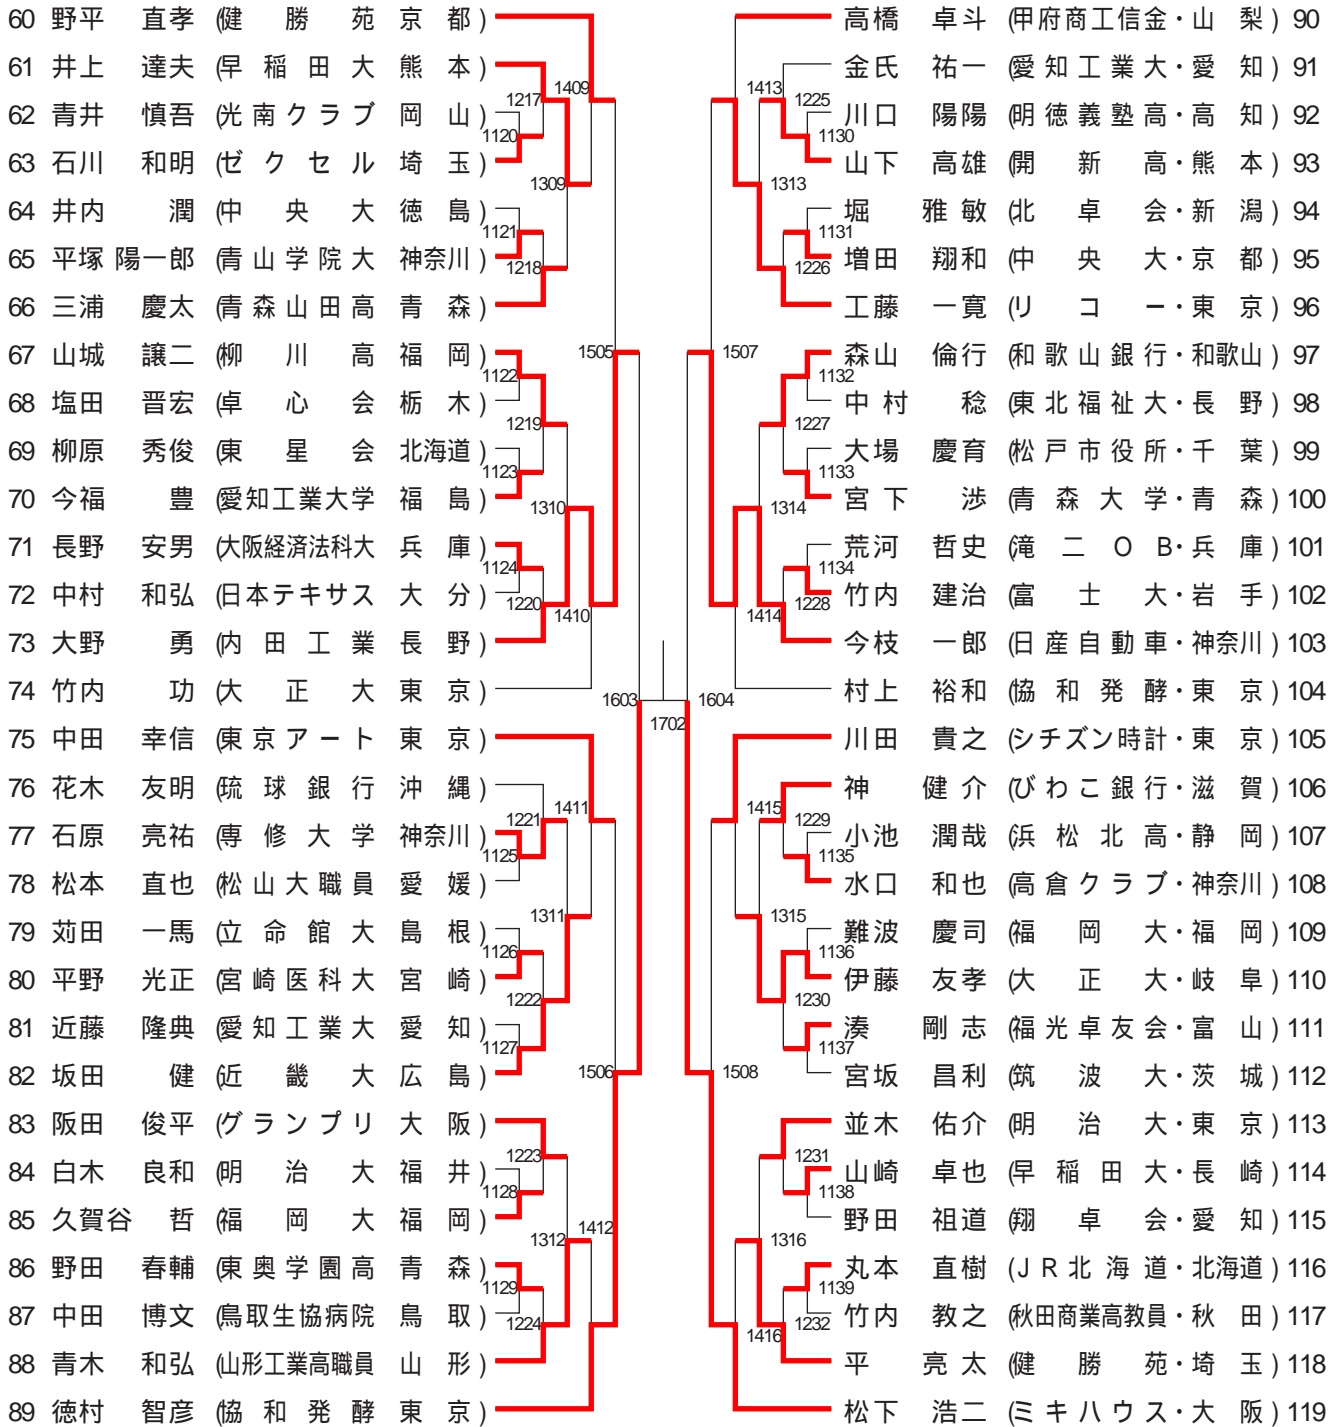 60 野平 直孝 (健勝苑 京都)
61 井上 達夫 (早稲田大 熊本)
62 青井 慎吾 (光南クラブ 岡山)
63 石川 和明 (ゼクセル 埼玉)
64 井内 潤 (中央大 徳島)
65 平塚 陽一郎 (青山学院大 神奈川)
66 三浦 慶太 (青森山田高 青森)
67 山城 譲二 (柳川高 福岡)
68 塩田 晋宏 (卓心会 栃木)
69 柳原 秀俊 (東星会 北海道)
70 今福 豊 (愛知工業大学 福島)
71 長野 安男 (大阪経済法科大 兵庫)
72 中村 和弘 (日本テキサス 大分)
73 大野 勇 (内田工業 長野)
74 竹内 功 (大正大 東京)
75 中田 幸信 (東京アート 東京)
76 花木 友明 (琉球銀行 沖縄)
77 石原 亮祐 (専修大学 神奈川)
78 松本 直也 (松山大職員 愛媛)
79 苅田 一馬 (立命館大 島根)
80 平野 光正 (宮崎医科大 宮崎)
81 近藤 隆典 (愛知工業大 愛知)
82 坂田 健 (近畿大 広島)
83 阪田 俊平 (グランプリ 大阪)
84 白木 良和 (明治大 福井)
85 久賀谷 哲 (福岡大 福岡)
86 野田 春輔 (東奥学園高 青森)
87 中田 博文 (鳥取生協病院 鳥取)
88 青木 和弘 (山形工業高職員 山形)
89 徳村 智彦 (協和発酵 東京)
1217 1409
1120
1309
1121
1218
1505
1122
1219
1123
1310
1124
1220 1410
1603
1702
1411
1221
1125
1311
1126
1222
1127
1506
1223
1128
1312 1412
1129
1224
1604
1413 1225
1130
1313
1131
1226
1507
1132
1227
1133
1314
1134
1414 1228
1415 1229
1135
1315
1136
1230
1137
1508
1231
1138
1316
1139
1416 1232
高橋 卓斗 (甲府商工信金・山梨) 90
金氏 祐一 (愛知工業大・愛知) 91
川口 陽陽 (明徳義塾高・高知) 92
山下 高雄 (開新高・熊本) 93
堀 雅敏 (北卓会・新潟) 94
増田 翔和 (中央大・京都) 95
工藤 一寛 (リコー・東京) 96
森山 倫行 (和歌山銀行・和歌山) 97
中村 稔 (東北福祉大・長野) 98
大場 慶育 (松戸市役所・千葉) 99
宮下 渉 (青森大学・青森) 100
荒河 哲史 (滝二OB・兵庫) 101
竹内 建治 (富士大・岩手) 102
今枝 一郎 (日産自動車・神奈川) 103
村上 裕和 (協和発酵・東京) 104
川田 貴之 (シチズン時計・東京) 105
神 健介 (びわこ銀行・滋賀) 106
小池 潤哉 (浜松北高・静岡) 107
水口 和也 (高倉クラブ・神奈川) 108
難波 慶司 (福岡大・福岡) 109
伊藤 友孝 (大正大・岐阜) 110
湊 剛志 (福光卓友会・富山) 111
宮坂 昌利 (筑波大・茨城) 112
並木 佑介 (明治大・東京) 113
山崎 卓也 (早稲田大・長崎) 114
野田 祖道 (翔卓会・愛知) 115
丸本 直樹 (JR北海道・北海道) 116
竹内 教之 (秋田商業高教員・秋田) 117
平 亮太 (健勝苑・埼玉) 118
松下 浩二 (ミキハウス・大阪) 119